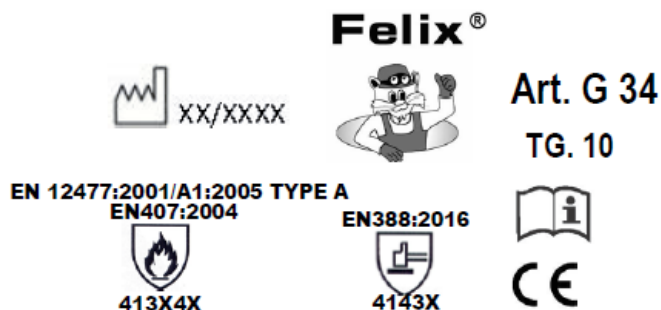 Felix®
XX/XXXX
Art. G 34
TG. 10
EN 12477:2001/A1:2005 TYPE A
EN407:2004
413X4X
EN388:2016
4143X
i
CE